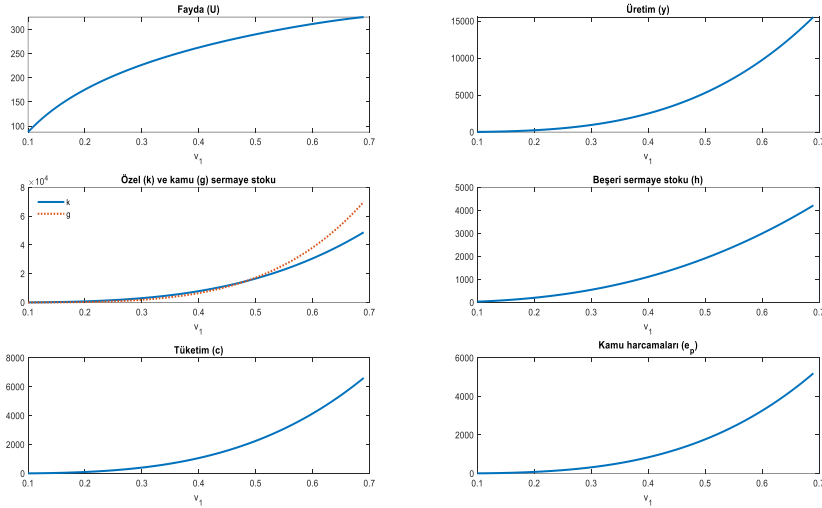 Fayda (U)
300
250
200
150
100
0.1 0.2 0.3 0.4 0.5 0.6 0.7
v1
Üretim (y)
15000
10000
5000
0
0.1 0.2 0.3 0.4 0.5 0.6 0.7
v1
Özel (k) ve kamu (g) sermaye stoku
×10^4
8
6
4
2
0
k
g
0.1 0.2 0.3 0.4 0.5 0.6 0.7
v1
Beşeri sermaye stoku (h)
5000
4000
3000
2000
1000
0
0.1 0.2 0.3 0.4 0.5 0.6 0.7
v1
Tüketim (c)
8000
6000
4000
2000
0
0.1 0.2 0.3 0.4 0.5 0.6 0.7
v1
Kamu harcamaları (ep)
6000
4000
2000
0
0.1 0.2 0.3 0.4 0.5 0.6 0.7
v1